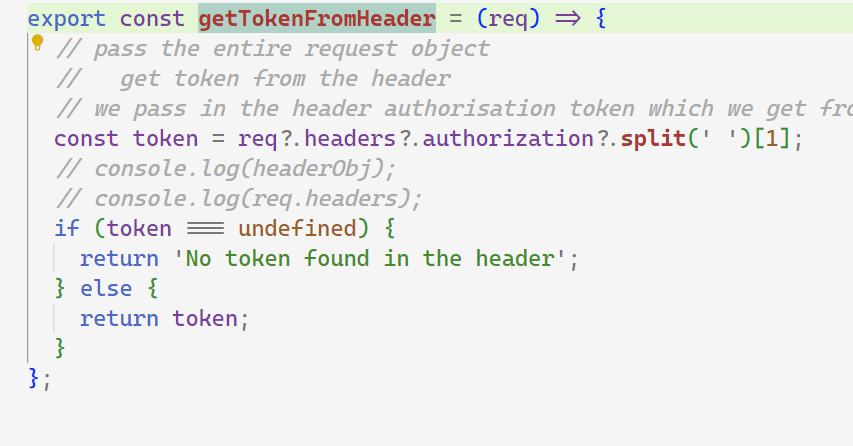 export const getTokenFromHeader = (req) => {
// pass the entire request object
//   get token from the header
// we pass in the header authorisation token which we get
const token = req?.headers?.authorization?.split(' ')[1];
// console.log(headerObj);
// console.log(req.headers);
if (token === undefined) {
return 'No token found in the header';
} else {
return token;
}
};